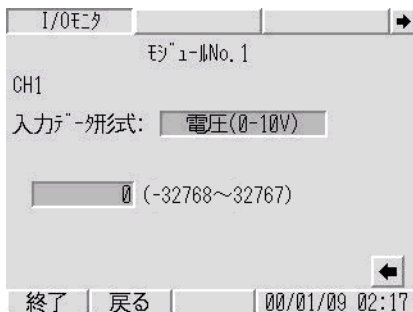 I/Oﾓﾆﾀ
ﾓｼﾞｭｰﾙNo.1
CH1
入力ﾃﾞｰﾀ形式: 電圧(0-10V)
0 (-32768～32767)
終了 戻る 00/01/09 02:17